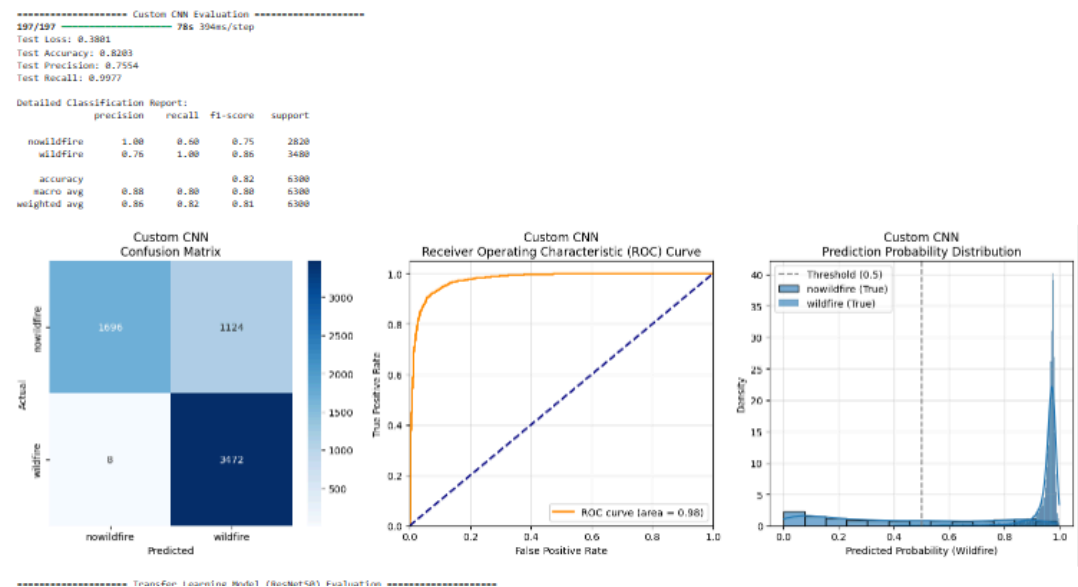 ==================== Custom CNN Evaluation ====================
197/197 ━━━━━━━━━━━━━━━━━━━━ 78s 394ms/step
Test Loss: 0.3801
Test Accuracy: 0.8203
Test Precision: 0.7554
Test Recall: 0.9977
Detailed Classification Report:
precision recall f1-score support
nowildfire 1.00 0.60 0.75 2820
wildfire 0.76 1.00 0.86 3480
accuracy 0.82 6300
macro avg 0.88 0.80 0.80 6300
weighted avg 0.86 0.82 0.81 6300
Custom CNN
Confusion Matrix
1696 1124
8 3472
nowildfire
wildfire
Actual
nowildfire wildfire
Predicted
3000
2500
2000
1500
1000
500
Custom CNN
Receiver Operating Characteristic (ROC) Curve
1.0
0.8
0.6
0.4
0.2
0.0
True Positive Rate
ROC curve (area = 0.98)
0.0 0.2 0.4 0.6 0.8 1.0
False Positive Rate
Custom CNN
Prediction Probability Distribution
Threshold (0.5)
nowildfire (True)
wildfire (True)
40
35
30
25
20
15
10
5
0
Density
0.0 0.2 0.4 0.6 0.8 1.0
Predicted Probability (Wildfire)
==================== Transfer Learning Model (ResNet50) Evaluation ====================